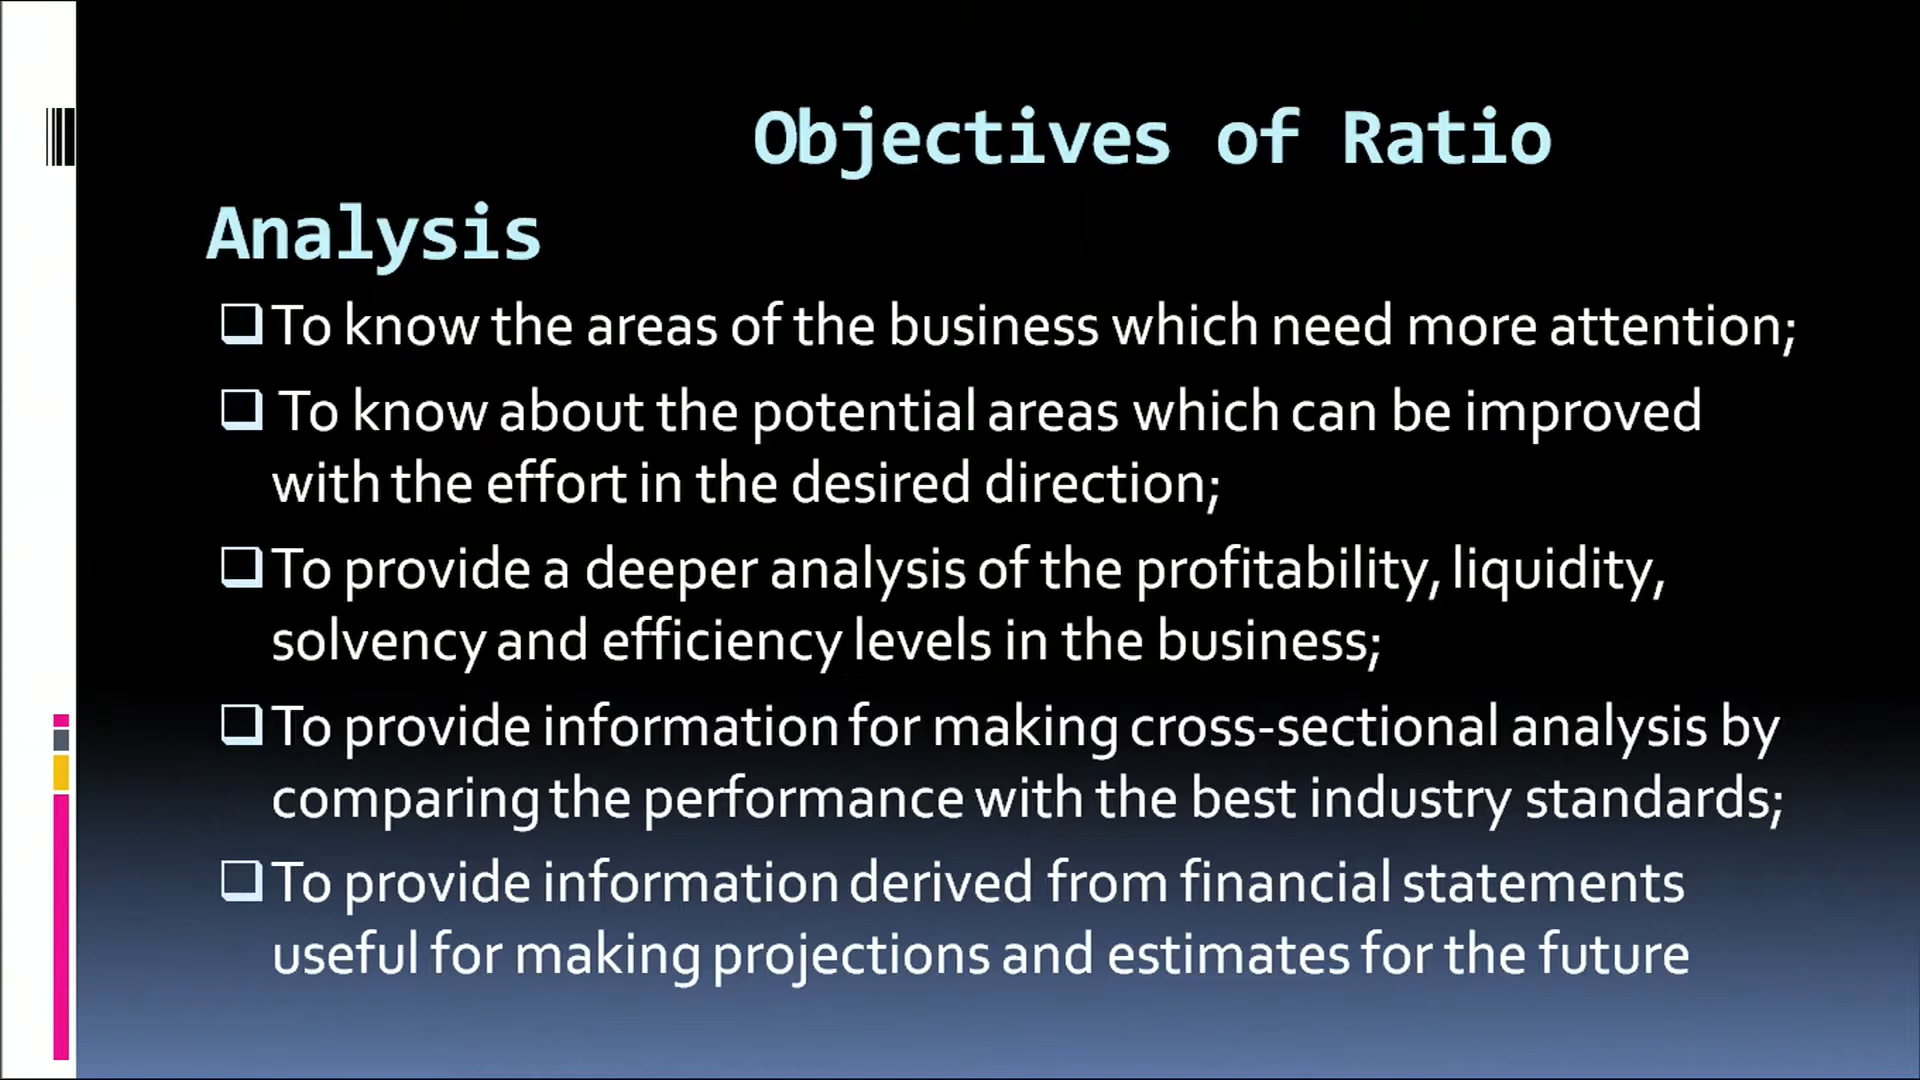 Objectives of Ratio
Analysis
To know the areas of the business which need more attention;
To know about the potential areas which can be improved
with the effort in the desired direction;
To provide a deeper analysis of the profitability, liquidity,
solvency and efficiency levels in the business;
To provide information for making cross-sectional analysis by
comparing the performance with the best industry standards;
To provide information derived from financial statements
useful for making projections and estimates for the future